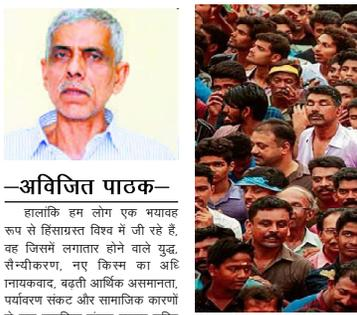 –अविजित पाठक–
हालांकि हम लोग एक भयावह
रूप से हिंसाग्रस्त विश्व में जी रहे हैं,
वह जिसमें लगातार होने वाले युद्ध,
सैन्यीकरण, नए किस्म का अधि
ानायकवाद, बढ़ती आर्थिक असमानता,
पर्यावरण संकट और सामाजिक कारणों